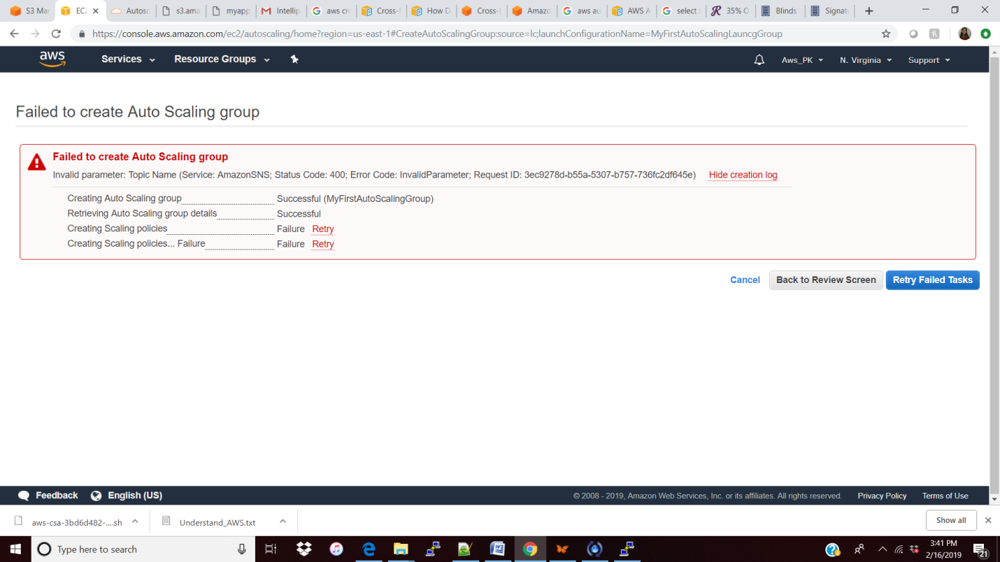 S3 Mar
EC2
Autosc
s3.ama
myapp
Intellip
aws cro
Cross-
How D
Cross-
Amazo
aws au
AWS A
select
35% O
Blinds
Signat
https://console.aws.amazon.com/ec2/autoscaling/home?region=us-east-1#CreateAutoScalingGroup:source=lc;launchConfigurationName=MyFirstAutoScalingLauncgGroup
aws
Services
Resource Groups
Aws_PK
N. Virginia
Support
Failed to create Auto Scaling group
Failed to create Auto Scaling group
Invalid parameter: Topic Name (Service: AmazonSNS; Status Code: 400; Error Code: InvalidParameter; Request ID: 3ec9278d-b55a-5307-b757-736fc2df645e) Hide creation log
Creating Auto Scaling group Successful (MyFirstAutoScalingGroup)
Retrieving Auto Scaling group details Successful
Creating Scaling policies Failure Retry
Creating Scaling policies... Failure Failure Retry
Cancel
Back to Review Screen
Retry Failed Tasks
Feedback
English (US)
© 2008 - 2019, Amazon Web Services, Inc. or its affiliates. All rights reserved.
Privacy Policy
Terms of Use
aws-csa-3bd6d482-....sh
Understand_AWS.txt
Show all
Type here to search
3:41 PM
2/16/2019
21